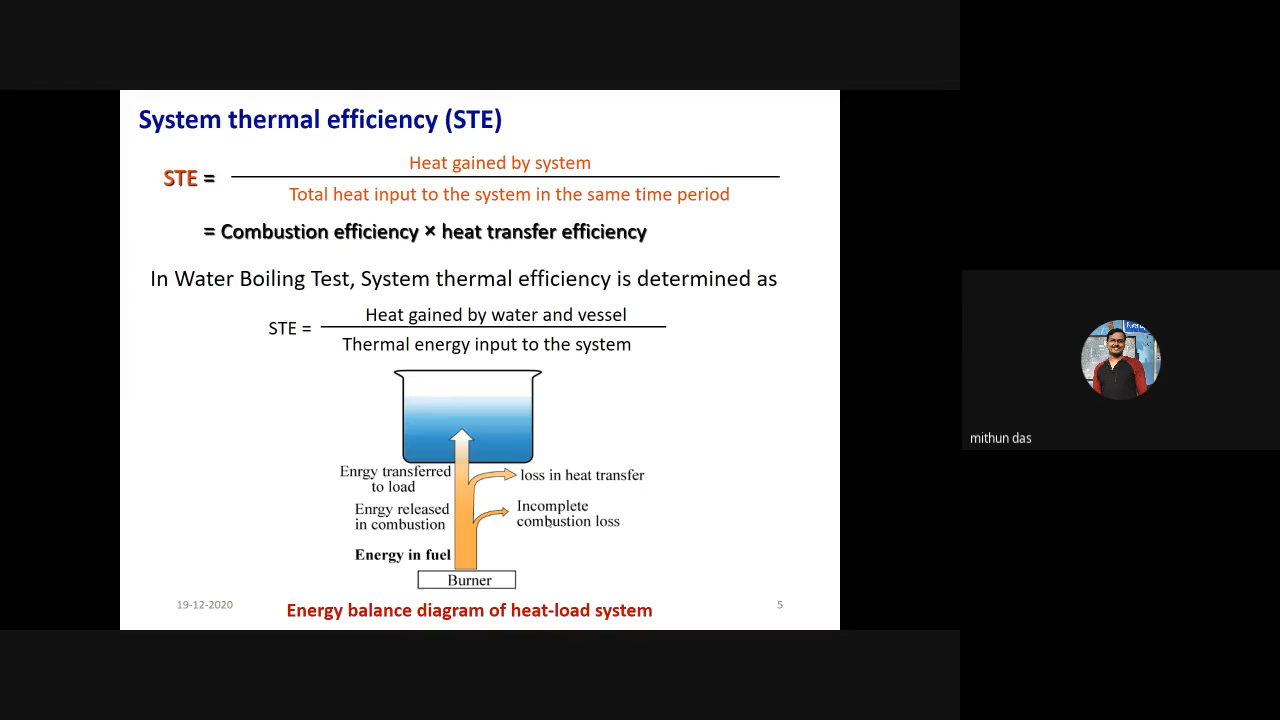 System thermal efficiency (STE)
STE =
Heat gained by system
Total heat input to the system in the same time period
= Combustion efficiency × heat transfer efficiency
In Water Boiling Test, System thermal efficiency is determined as
STE =
Heat gained by water and vessel
Thermal energy input to the system
Enrgy transferred
to load
loss in heat transfer
Enrgy released
in combustion
Incomplete
combustion loss
Energy in fuel
Burner
19-12-2020
Energy balance diagram of heat-load system
5
mithun das